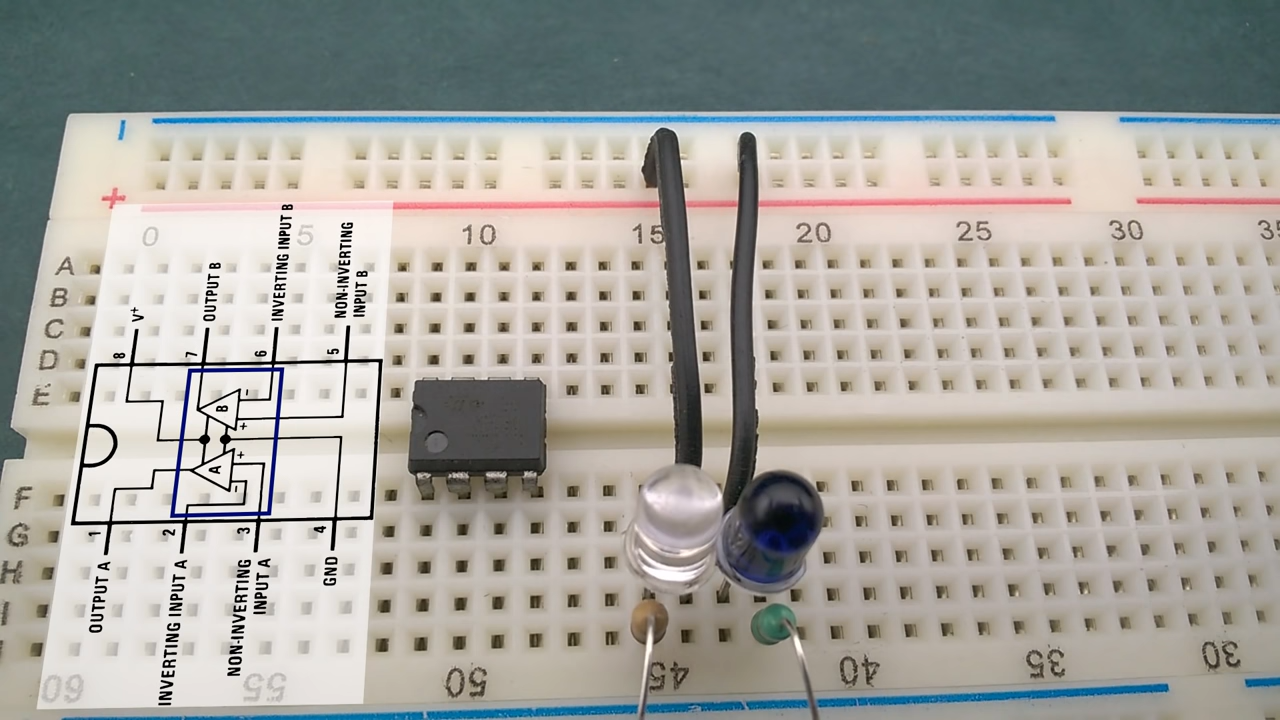 −
+
0 5 10 15 20 25 30 35
A
B
C
D
E
F
G
H
60 55 50 45 40 35 30
V+
OUTPUT B
INVERTING INPUT B
NON-INVERTING
INPUT B
8 7 6 5
B
− +
A
+ −
1 2 3 4
OUTPUT A
INVERTING INPUT A
NON-INVERTING
INPUT A
GND